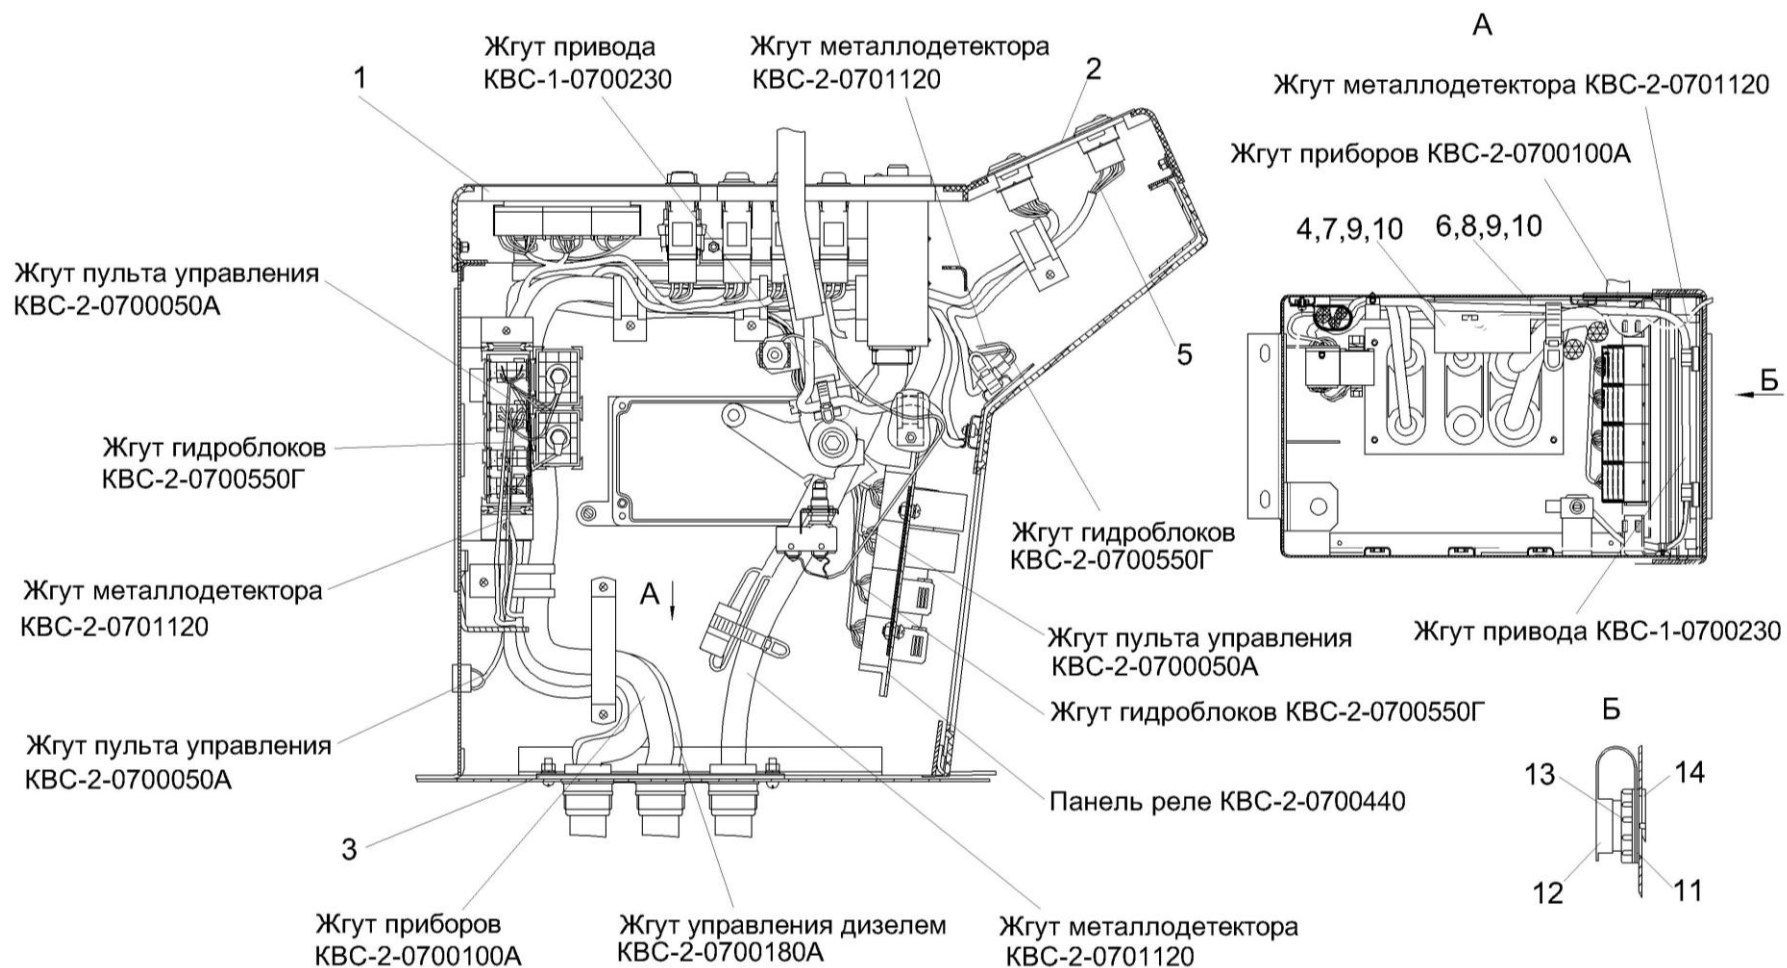 А
Жгут привода
КВС-1-0700230
Жгут металлодетектора
КВС-2-0701120
1
2
Жгут металлодетектора КВС-2-0701120
Жгут приборов КВС-2-0700100А
4,7,9,10
6,8,9,10
Жгут пульта управления
КВС-2-0700050А
5
Б
Жгут гидроблоков
КВС-2-0700550Г
Жгут гидроблоков
КВС-2-0700550Г
Жгут металлодетектора
КВС-2-0701120
А
Жгут пульта управления
КВС-2-0700050А
Жгут привода КВС-1-0700230
Жгут гидроблоков КВС-2-0700550Г
Б
Жгут пульта управления
КВС-2-0700050А
Панель реле КВС-2-0700440
13
14
3
12
11
Жгут приборов
КВС-2-0700100А
Жгут управления дизелем
КВС-2-0700180А
Жгут металлодетектора
КВС-2-0701120